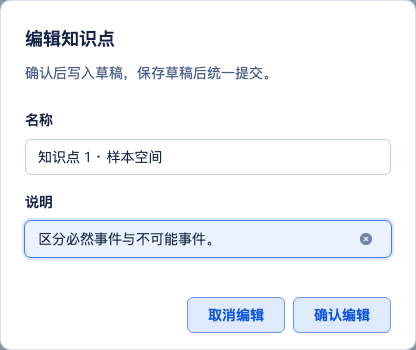 编辑知识点
确认后写入草稿，保存草稿后统一提交。
名称
知识点 1 · 样本空间
说明
区分必然事件与不可能事件。
取消编辑
确认编辑